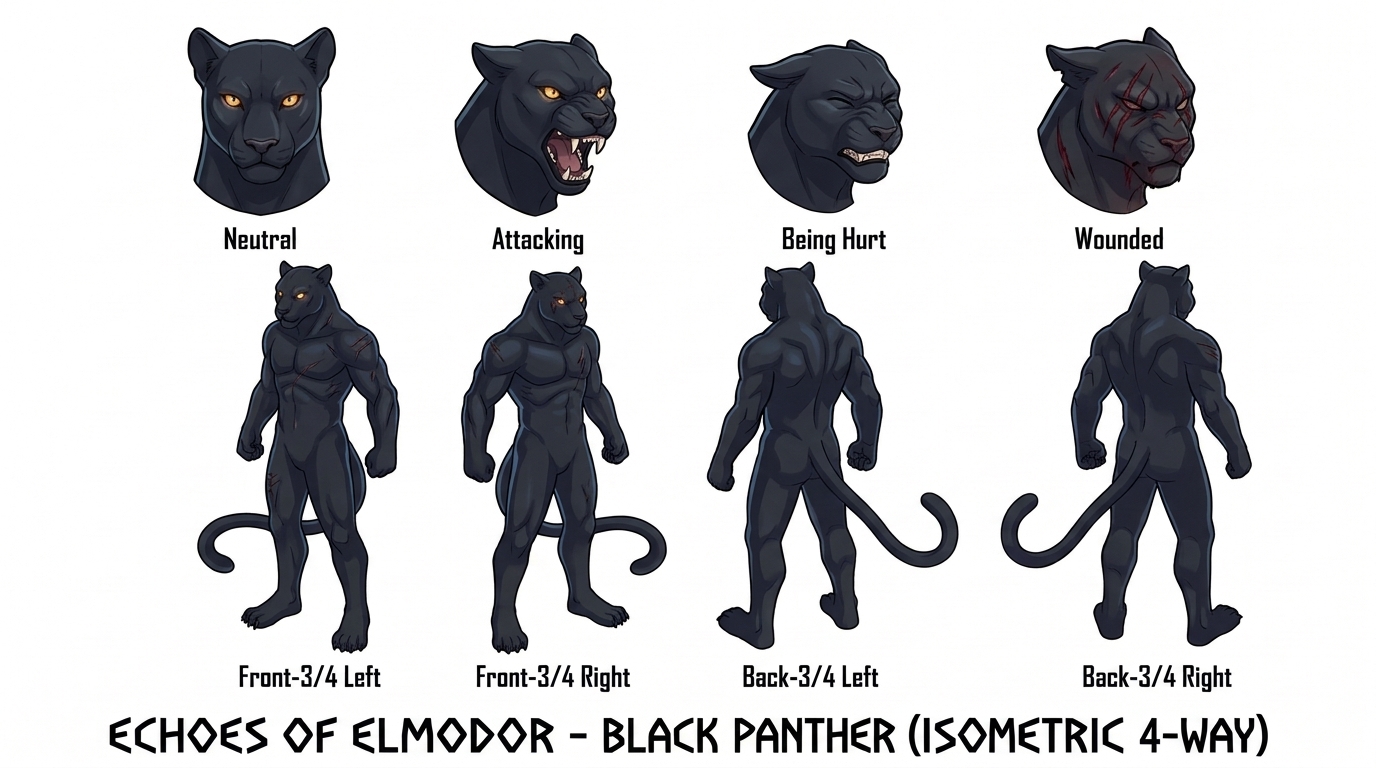 Neutral
Attacking
Being Hurt
Wounded
Front-3/4 Left
Front-3/4 Right
Back-3/4 Left
Back-3/4 Right
ECHOES OF ELMODOR – BLACK PANTHER (ISOMETRIC 4-WAY)